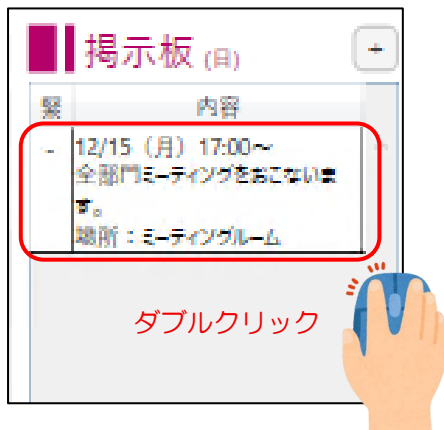 掲示板 (日)
+
緊 内容
- 12/15（月）17:00～
全部門ミーティングをおこないま
す。
場所：ミーティングルーム
ダブルクリック